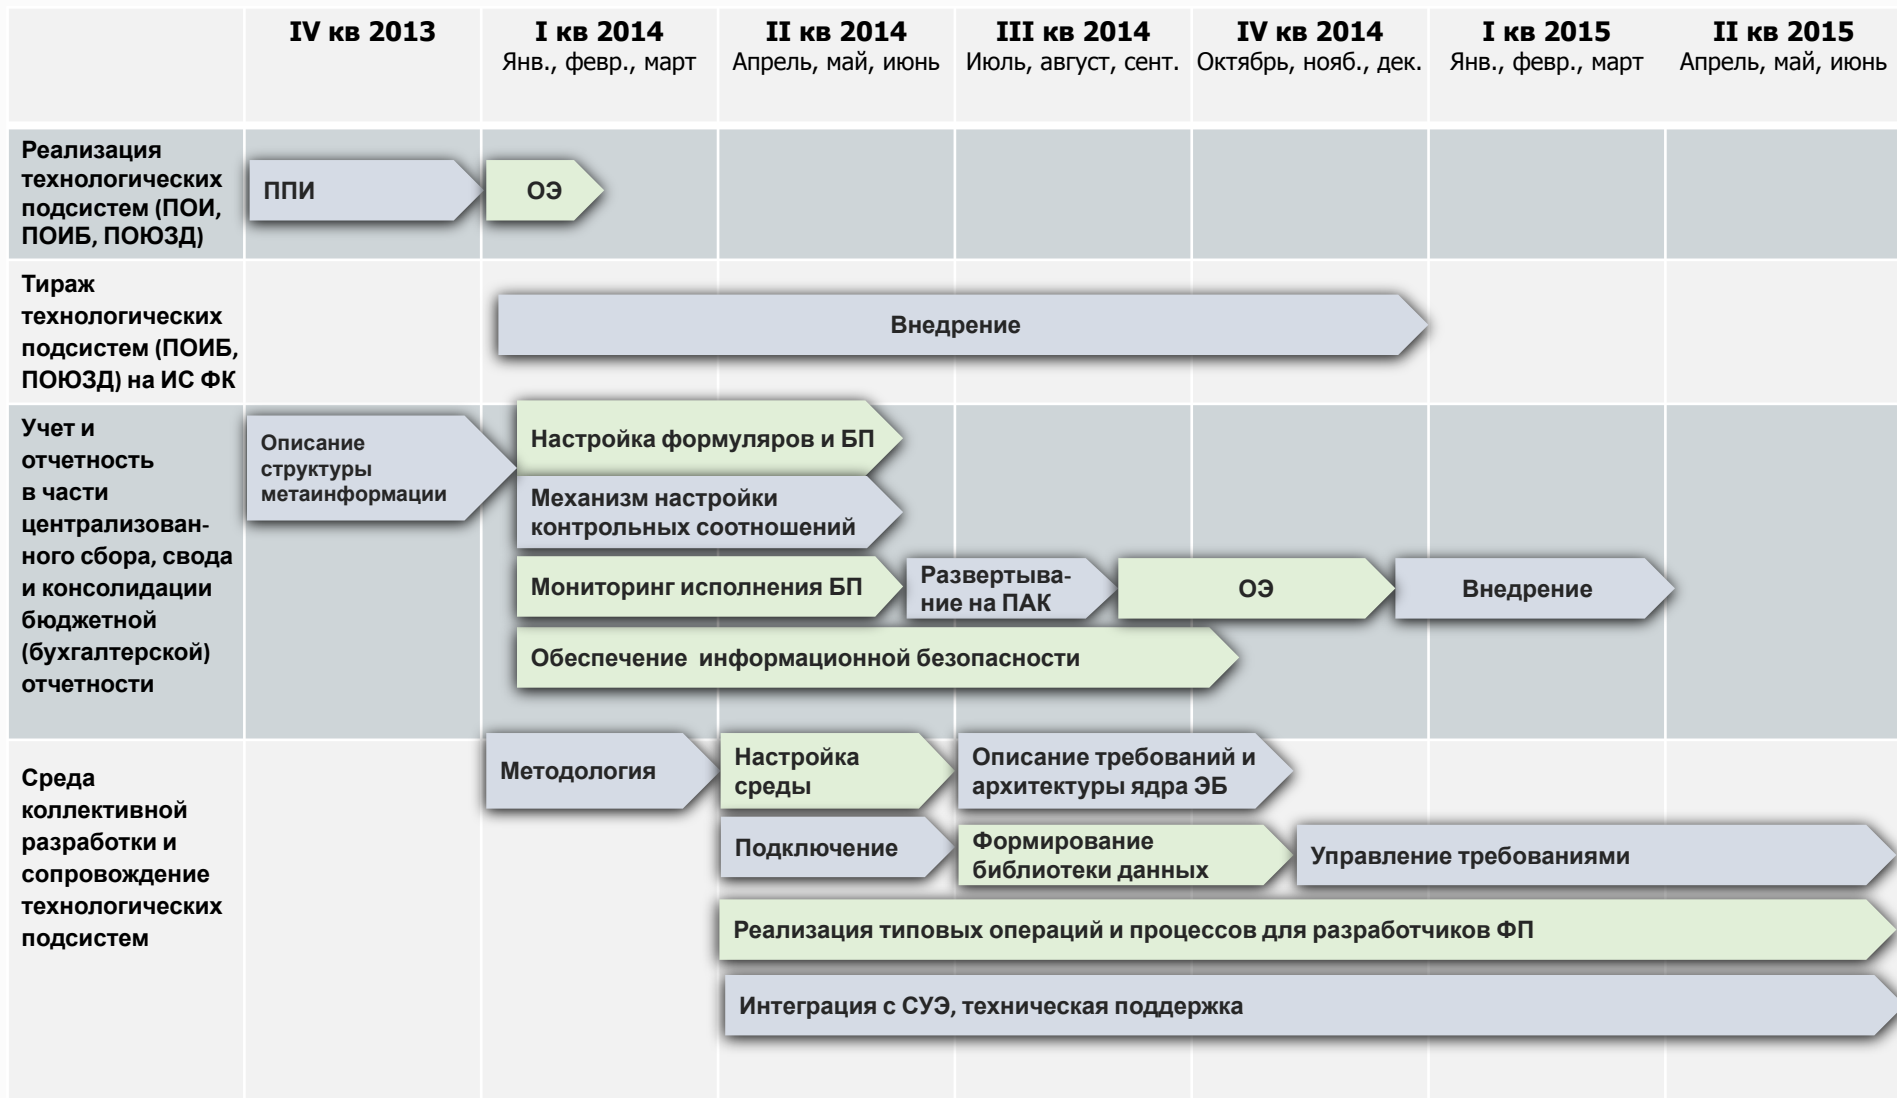 IV кв 2013
I кв 2014
Янв., февр., март
II кв 2014
Апрель, май, июнь
III кв 2014
Июль, август, сент.
IV кв 2014
Октябрь, нояб., дек.
I кв 2015
Янв., февр., март
II кв 2015
Апрель, май, июнь
Реализация
технологических
подсистем (ПОИ,
ПОИБ, ПОЮЗД)
ППИ
ОЭ
Тираж
технологических
подсистем (ПОИБ,
ПОЮЗД) на ИС ФК
Внедрение
Учет и
отчетность
в части
централизован-
ного сбора, свода
и консолидации
бюджетной
(бухгалтерской)
отчетности
Описание
структуры
метаинформации
Настройка формуляров и БП
Механизм настройки
контрольных соотношений
Мониторинг исполнения БП
Развертыва-
ние на ПАК
ОЭ
Внедрение
Обеспечение информационной безопасности
Среда
коллективной
разработки и
сопровождение
технологических
подсистем
Методология
Настройка
среды
Описание требований и
архитектуры ядра ЭБ
Подключение
Формирование
библиотеки данных
Управление требованиями
Реализация типовых операций и процессов для разработчиков ФП
Интеграция с СУЭ, техническая поддержка